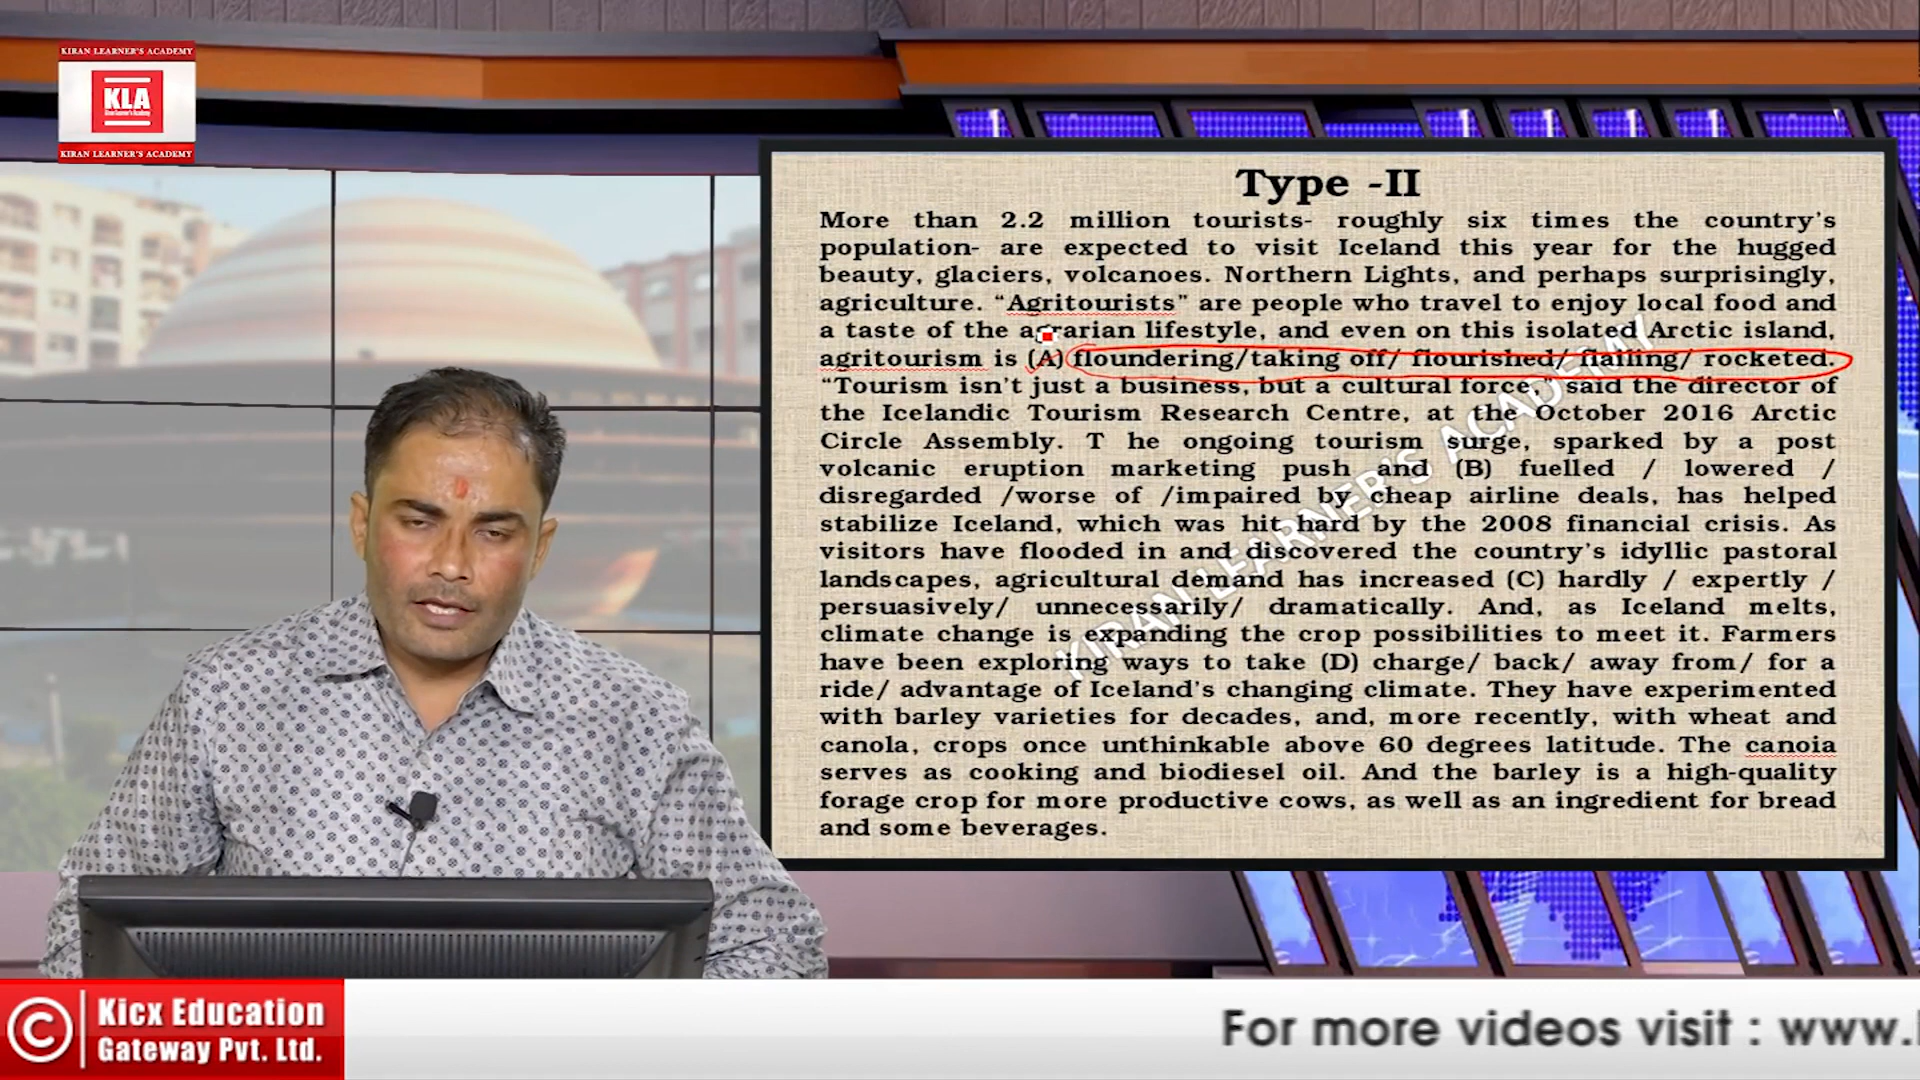 KIRAN LEARNER'S ACADEMY
KLA
Kiran Learner's Academy
KIRAN LEARNER'S ACADEMY
Type -II
More than 2.2 million tourists- roughly six times the country's
population- are expected to visit Iceland this year for the hugged
beauty, glaciers, volcanoes. Northern Lights, and perhaps surprisingly,
agriculture. “Agritourists” are people who travel to enjoy local food and
a taste of the agrarian lifestyle, and even on this isolated Arctic island,
agritourism is (A) floundering/taking off/ flourished/ flailing/ rocketed.
“Tourism isn't just a business, but a cultural force,” said the director of
the Icelandic Tourism Research Centre, at the October 2016 Arctic
Circle Assembly. T he ongoing tourism surge, sparked by a post
volcanic eruption marketing push and (B) fuelled / lowered /
disregarded /worse of /impaired by cheap airline deals, has helped
stabilize Iceland, which was hit hard by the 2008 financial crisis. As
visitors have flooded in and discovered the country's idyllic pastoral
landscapes, agricultural demand has increased (C) hardly / expertly /
persuasively/ unnecessarily/ dramatically. And, as Iceland melts,
climate change is expanding the crop possibilities to meet it. Farmers
have been exploring ways to take (D) charge/ back/ away from/ for a
ride/ advantage of Iceland's changing climate. They have experimented
with barley varieties for decades, and, more recently, with wheat and
canola, crops once unthinkable above 60 degrees latitude. The canoia
serves as cooking and biodiesel oil. And the barley is a high-quality
forage crop for more productive cows, as well as an ingredient for bread
and some beverages.
KIRAN LEARNER'S ACADEMY
© Kicx Education
Gateway Pvt. Ltd.
For more videos visit : www.